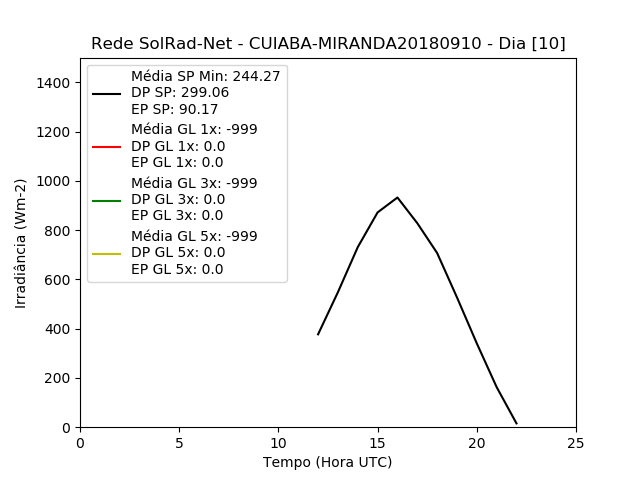 Rede SolRad-Net - CUIABA-MIRANDA20180910 - Dia [10]
Média SP Min: 244.27
DP SP: 299.06
EP SP: 90.17
Média GL 1x: -999
DP GL 1x: 0.0
EP GL 1x: 0.0
Média GL 3x: -999
DP GL 3x: 0.0
EP GL 3x: 0.0
Média GL 5x: -999
DP GL 5x: 0.0
EP GL 5x: 0.0
Irradiância (Wm-2)
1400
1200
1000
800
600
400
200
0
0 5 10 15 20 25
Tempo (Hora UTC)